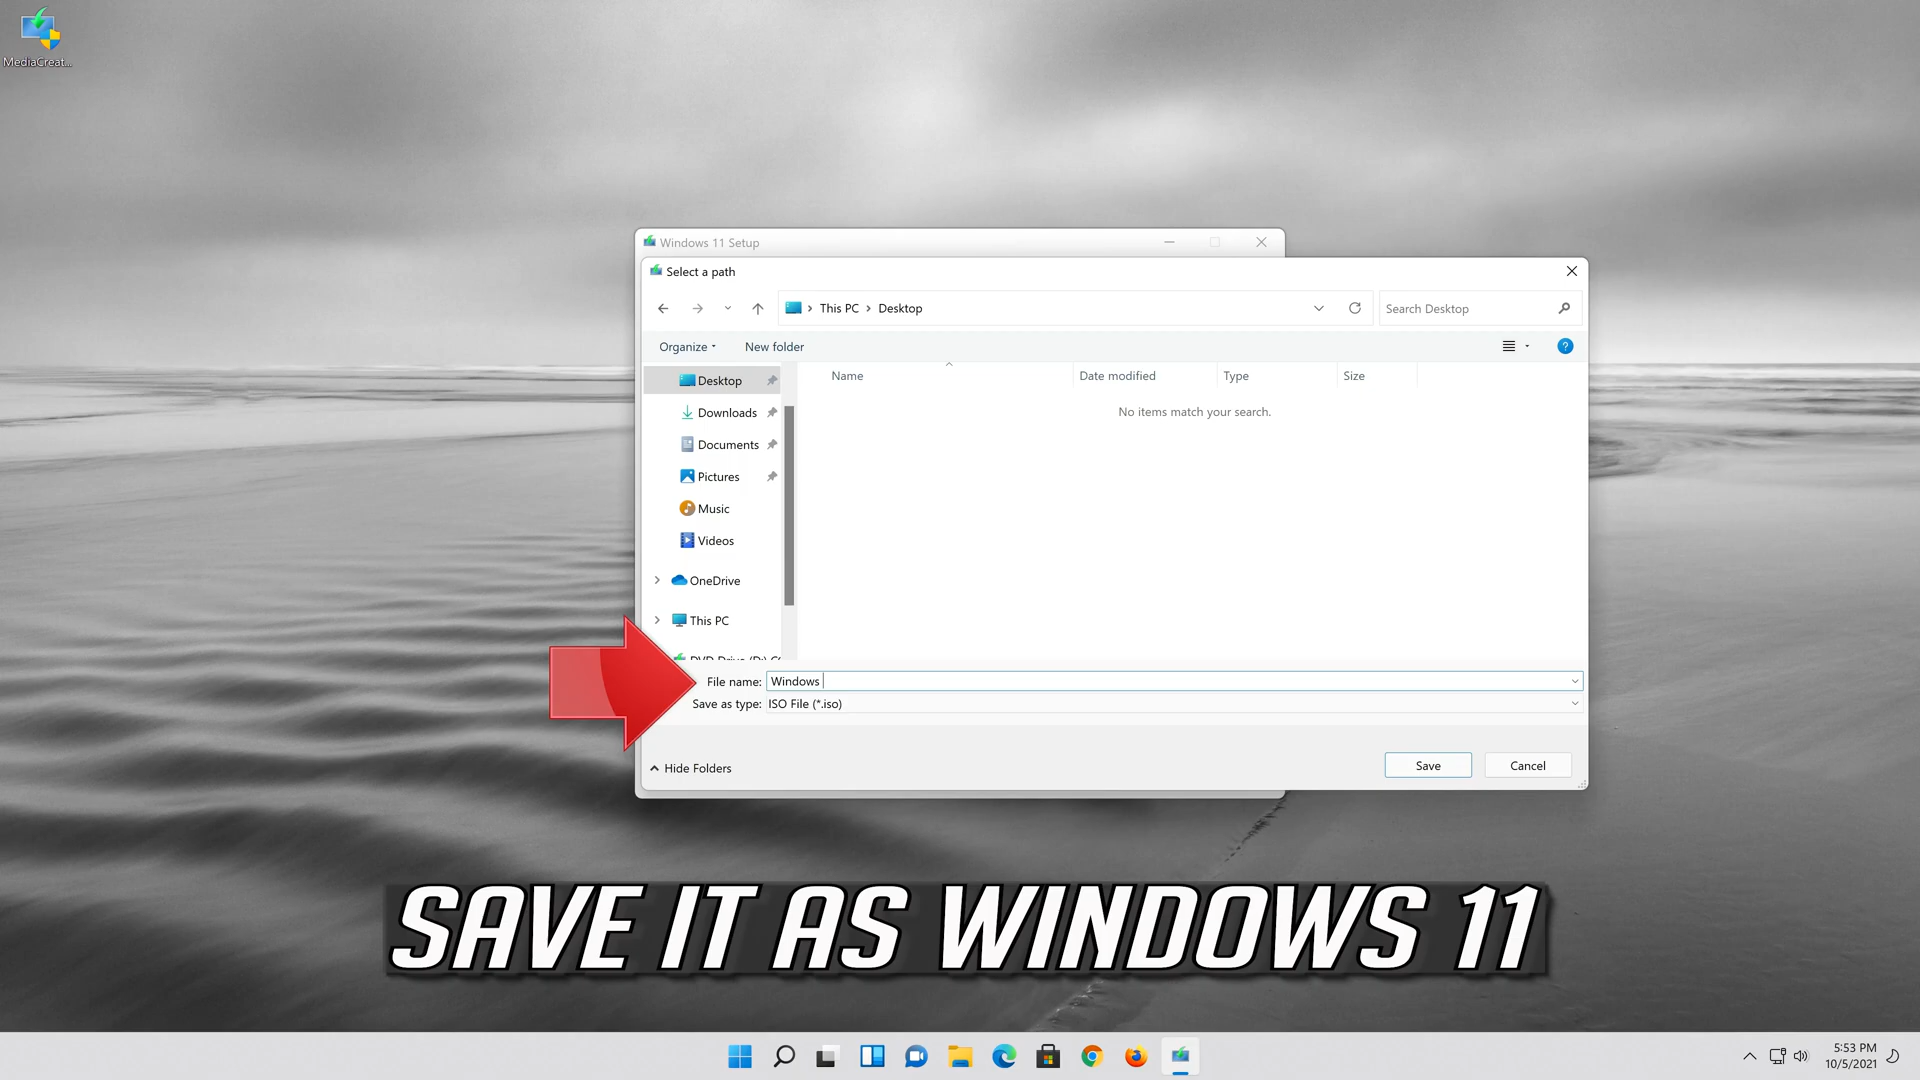 MediaCreat...
Windows 11 Setup
Select a path
This PC
Desktop
Search Desktop
Organize
New folder
Name
Date modified
Type
Size
No items match your search.
Desktop
Downloads
Documents
Pictures
Music
Videos
OneDrive
This PC
DVD Drive (D:)
File name:
Windows
Save as type:
ISO File (*.iso)
Hide Folders
Save
Cancel
SAVE IT AS WINDOWS 11
5:53 PM
10/5/2021